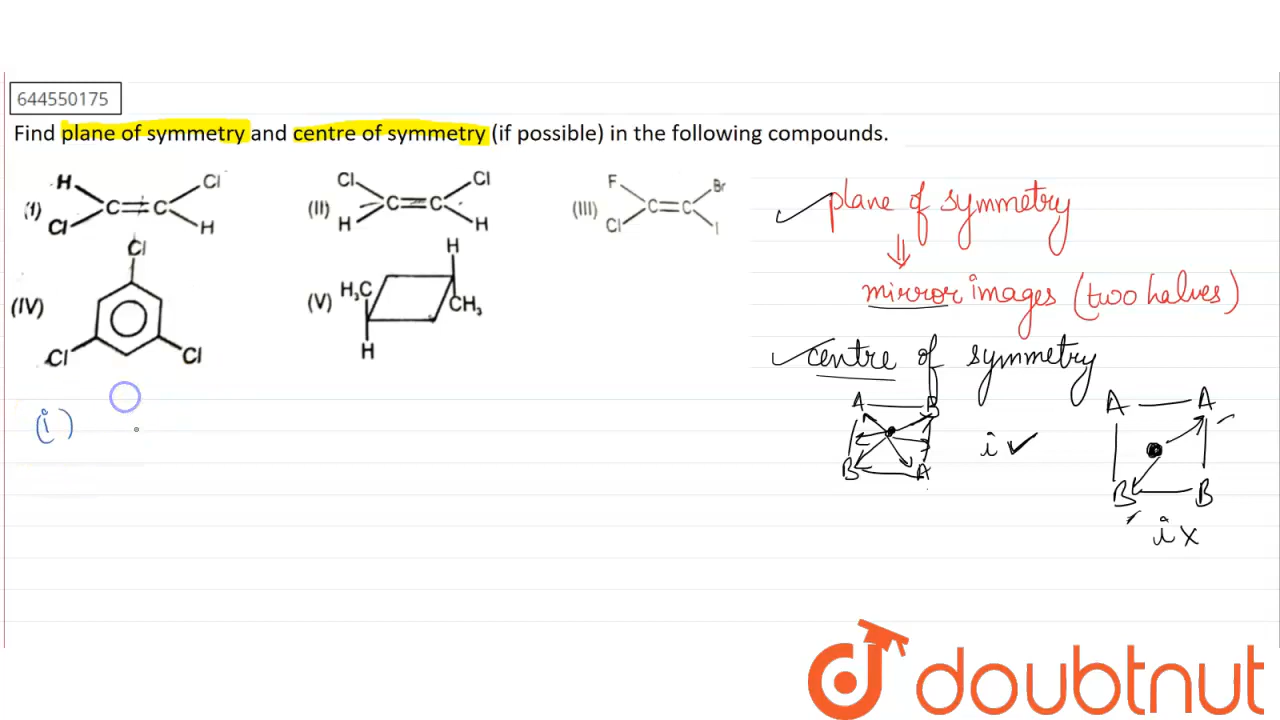 644550175
Find plane of symmetry and centre of symmetry (if possible) in the following compounds.
(I) H Cl C=C Cl H
(II) Cl Cl C=C H H
(III) F Br C=C Cl I
(IV) Cl Cl Cl
(V) H₃C H CH₃ H
plane of symmetry
⇓
mirror images (two halves)
centre of symmetry
A B B A
i ✓
A A B B
i x
(i)
doubtnut